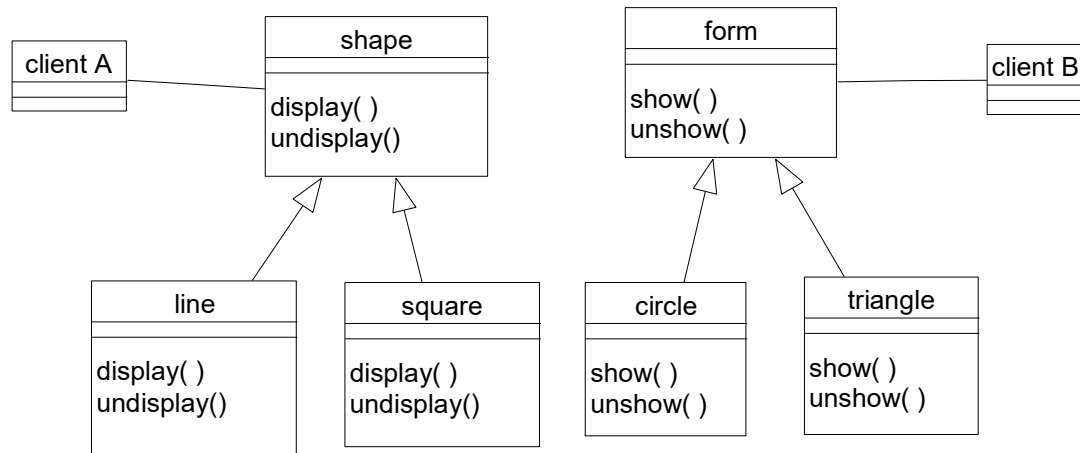 client A
shape
display( )
undisplay()
form
show( )
unshow( )
client B
line
display( )
undisplay()
square
display( )
undisplay()
circle
show( )
unshow( )
triangle
show( )
unshow( )